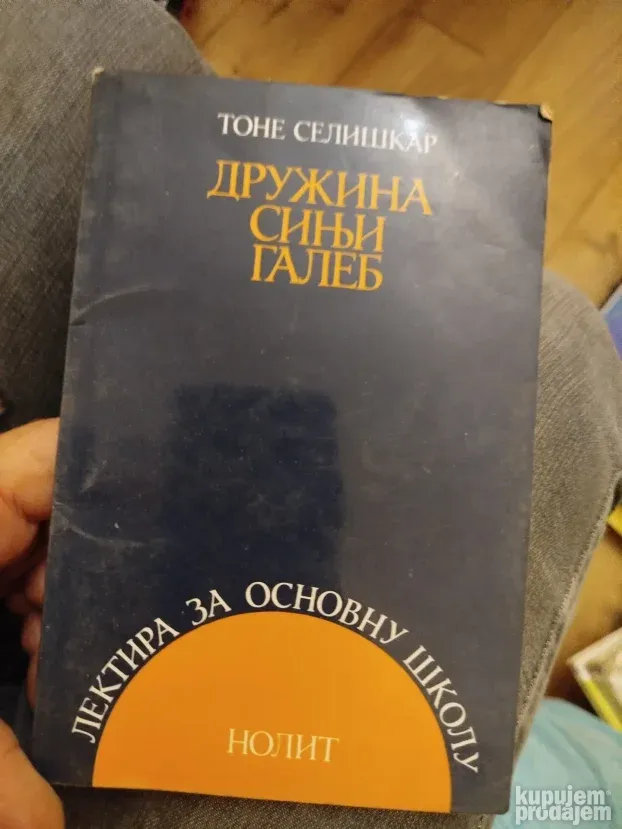 ТОНЕ СЕЛИШКАР
ДРУЖИНА
СИЊИ
ГАЛЕБ
ЛЕКТИРА ЗА ОСНОВНУ ШКОЛУ
НОЛИТ
kupujem
prodajem